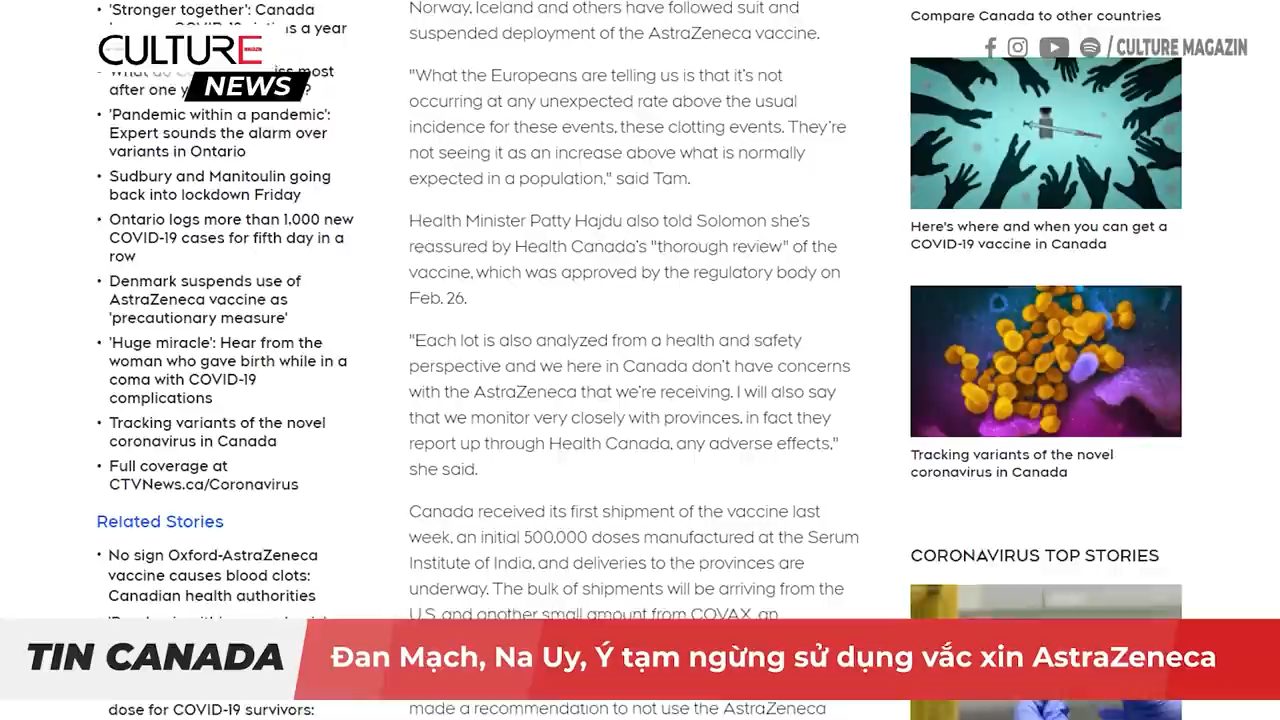 'Stronger together': Canada
is a year
CULTURE
NEWS
most
after one
• 'Pandemic within a pandemic':
Expert sounds the alarm over
variants in Ontario
• Sudbury and Manitoulin going
back into lockdown Friday
• Ontario logs more than 1,000 new
COVID-19 cases for fifth day in a
row
• Denmark suspends use of
AstraZeneca vaccine as
'precautionary measure'
• 'Huge miracle': Hear from the
woman who gave birth while in a
coma with COVID-19
complications
• Tracking variants of the novel
coronavirus in Canada
• Full coverage at
CTVNews.ca/Coronavirus
Related Stories
• No sign Oxford-AstraZeneca
vaccine causes blood clots:
Canadian health authorities
dose for COVID-19 survivors:
Norway, Iceland and others have followed suit and
suspended deployment of the AstraZeneca vaccine.
"What the Europeans are telling us is that it's not
occurring at any unexpected rate above the usual
incidence for these events, these clotting events. They're
not seeing it as an increase above what is normally
expected in a population," said Tam.
Health Minister Patty Hajdu also told Solomon she's
reassured by Health Canada's "thorough review" of the
vaccine, which was approved by the regulatory body on
Feb. 26.
"Each lot is also analyzed from a health and safety
perspective and we here in Canada don't have concerns
with the AstraZeneca that we're receiving. I will also say
that we monitor very closely with provinces, in fact they
report up through Health Canada, any adverse effects,"
she said.
Canada received its first shipment of the vaccine last
week, an initial 500,000 doses manufactured at the Serum
Institute of India, and deliveries to the provinces are
underway. The bulk of shipments will be arriving from the
U.S. and another small amount from COVAX, an
made a recommendation to not use the AstraZeneca
Compare Canada to other countries
/ CULTURE MAGAZIN
Here's where and when you can get a
COVID-19 vaccine in Canada
Tracking variants of the novel
coronavirus in Canada
CORONAVIRUS TOP STORIES
TIN CANADA
Đan Mạch, Na Uy, Ý tạm ngừng sử dụng vắc xin AstraZeneca